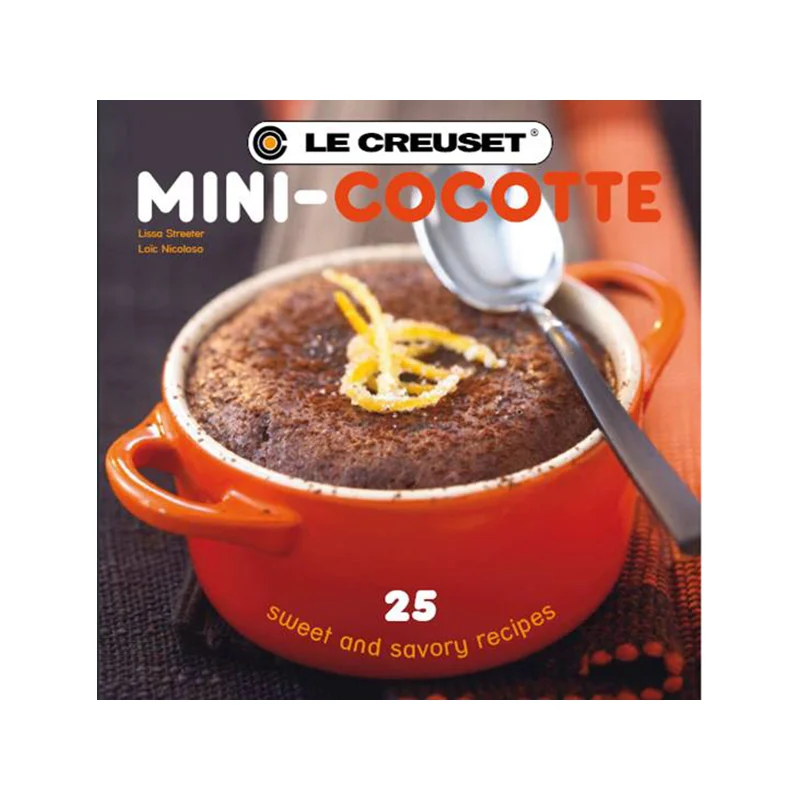 LE CREUSET®
MINI-COCOTTE
Lissa Streeter
Loïc Nicoloso
25
sweet and savory recipes